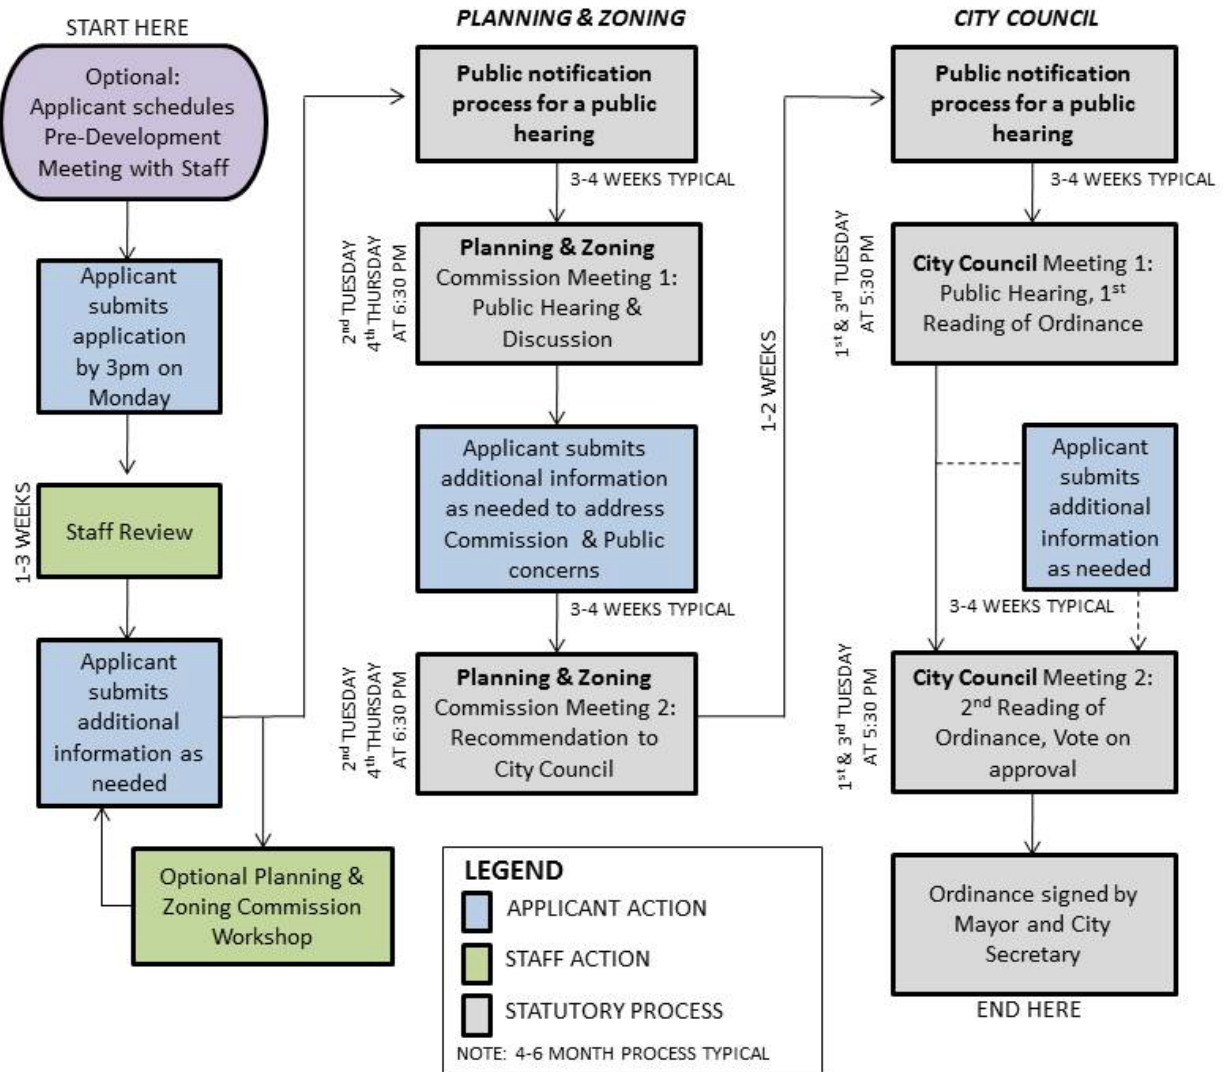 START HERE
Optional:
Applicant schedules
Pre-Development
Meeting with Staff
Applicant
submits
application
by 3pm on
Monday
1-3 WEEKS
Staff Review
Applicant
submits
additional
information as
needed
Optional Planning &
Zoning Commission
Workshop
PLANNING & ZONING
Public notification
process for a public
hearing
3-4 WEEKS TYPICAL
2nd TUESDAY
4th THURSDAY
AT 6:30 PM
Planning & Zoning
Commission Meeting 1:
Public Hearing &
Discussion
Applicant submits
additional information
as needed to address
Commission & Public
concerns
3-4 WEEKS TYPICAL
2nd TUESDAY
4th THURSDAY
AT 6:30 PM
Planning & Zoning
Commission Meeting 2:
Recommendation to
City Council
1-2 WEEKS
CITY COUNCIL
Public notification
process for a public
hearing
3-4 WEEKS TYPICAL
1st & 3rd TUESDAY
AT 5:30 PM
City Council Meeting 1:
Public Hearing, 1st
Reading of Ordinance
Applicant
submits
additional
information
as needed
3-4 WEEKS TYPICAL
1st & 3rd TUESDAY
AT 5:30 PM
City Council Meeting 2:
2nd Reading of
Ordinance, Vote on
approval
Ordinance signed by
Mayor and City
Secretary
END HERE
LEGEND
APPLICANT ACTION
STAFF ACTION
STATUTORY PROCESS
NOTE: 4-6 MONTH PROCESS TYPICAL